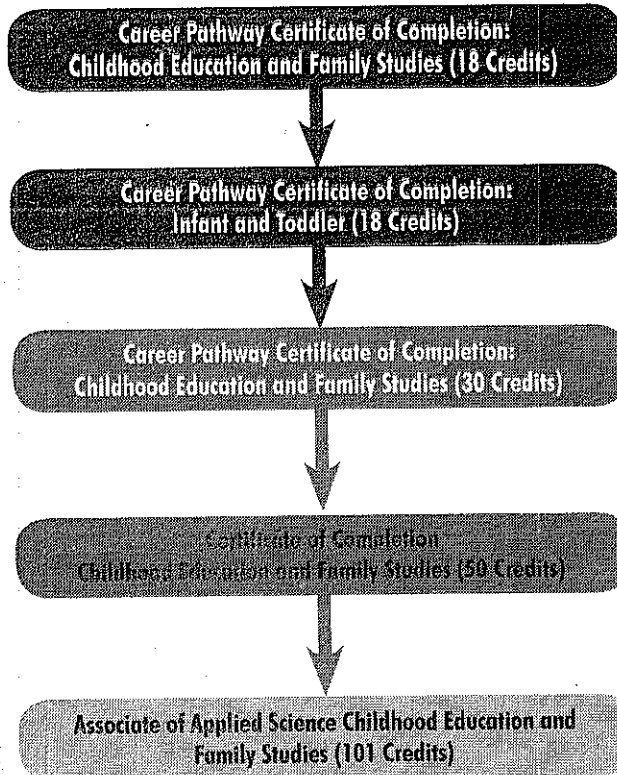 Career Pathway Certificate of Completion:
Childhood Education and Family Studies (18 Credits)
Career Pathway Certificate of Completion:
Infant and Toddler (18 Credits)
Career Pathway Certificate of Completion:
Childhood Education and Family Studies (30 Credits)
Certificate of Completion
Childhood Education and Family Studies (50 Credits)
Associate of Applied Science Childhood Education and
Family Studies (101 Credits)